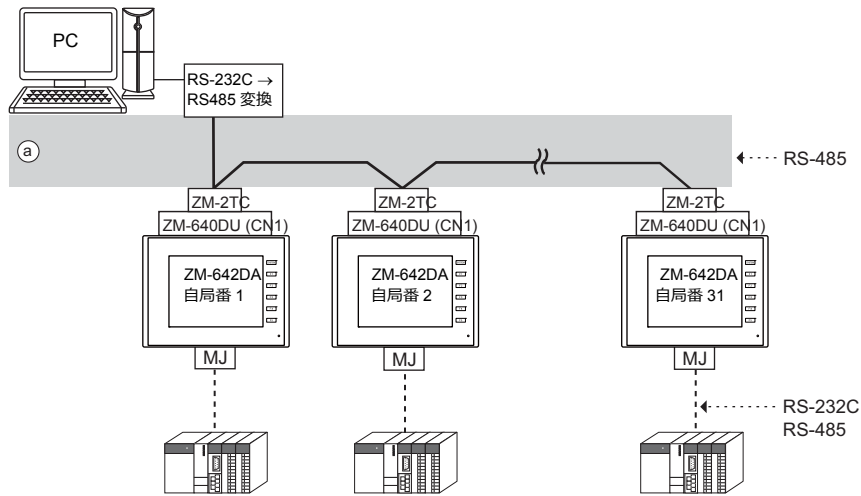 PC
RS-232C →
RS485 変換
a
RS-485
ZM-2TC
ZM-2TC
ZM-2TC
ZM-640DU (CN1)
ZM-640DU (CN1)
ZM-640DU (CN1)
ZM-642DA
自局番 1
ZM-642DA
自局番 2
ZM-642DA
自局番 31
MJ
MJ
MJ
RS-232C
RS-485